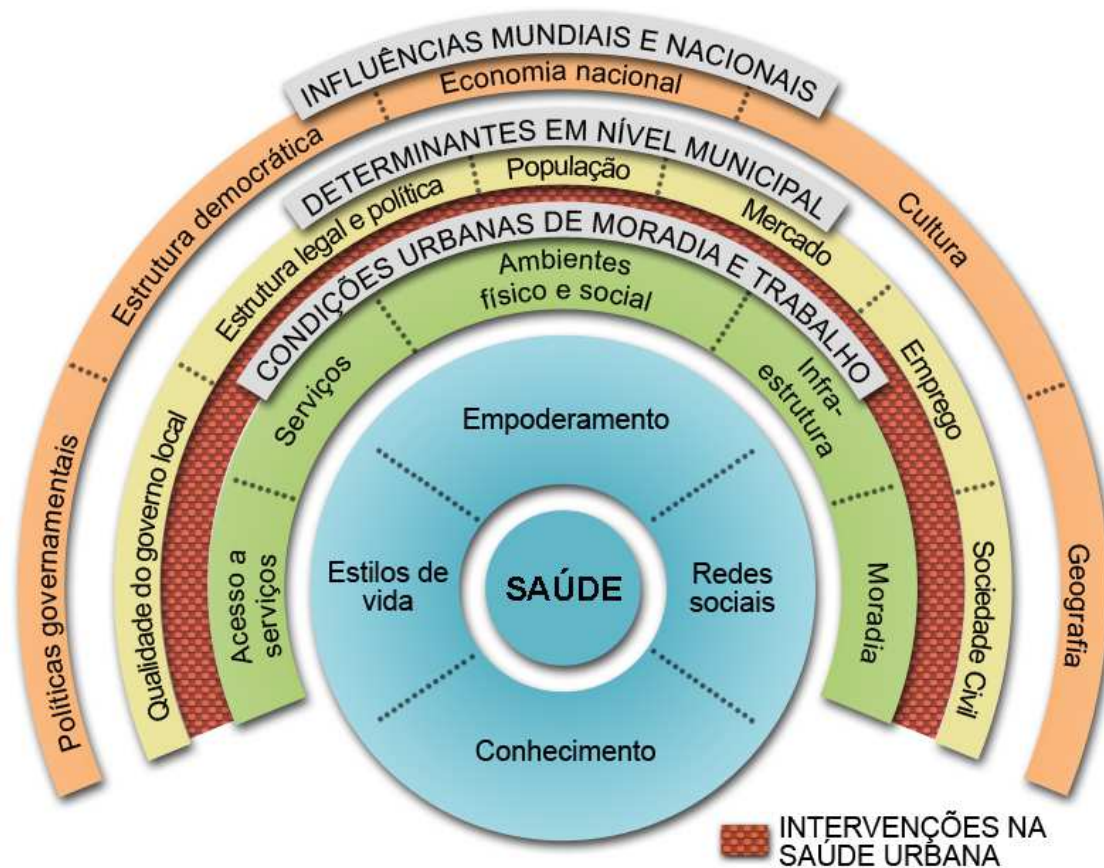 INFLUÊNCIAS MUNDIAIS E NACIONAIS
Políticas governamentais
Estrutura democrática
Economia nacional
Cultura
Geografia
DETERMINANTES EM NÍVEL MUNICIPAL
Qualidade do governo local
Estrutura legal e política
População
Mercado
Emprego
Sociedade Civil
CONDIÇÕES URBANAS DE MORADIA E TRABALHO
Acesso a
serviços
Serviços
Ambientes
físico e social
Infra-
estrutura
Moradia
Empoderamento
Estilos de
vida
SAÚDE
Redes
sociais
Conhecimento
INTERVENÇÕES NA
SAÚDE URBANA